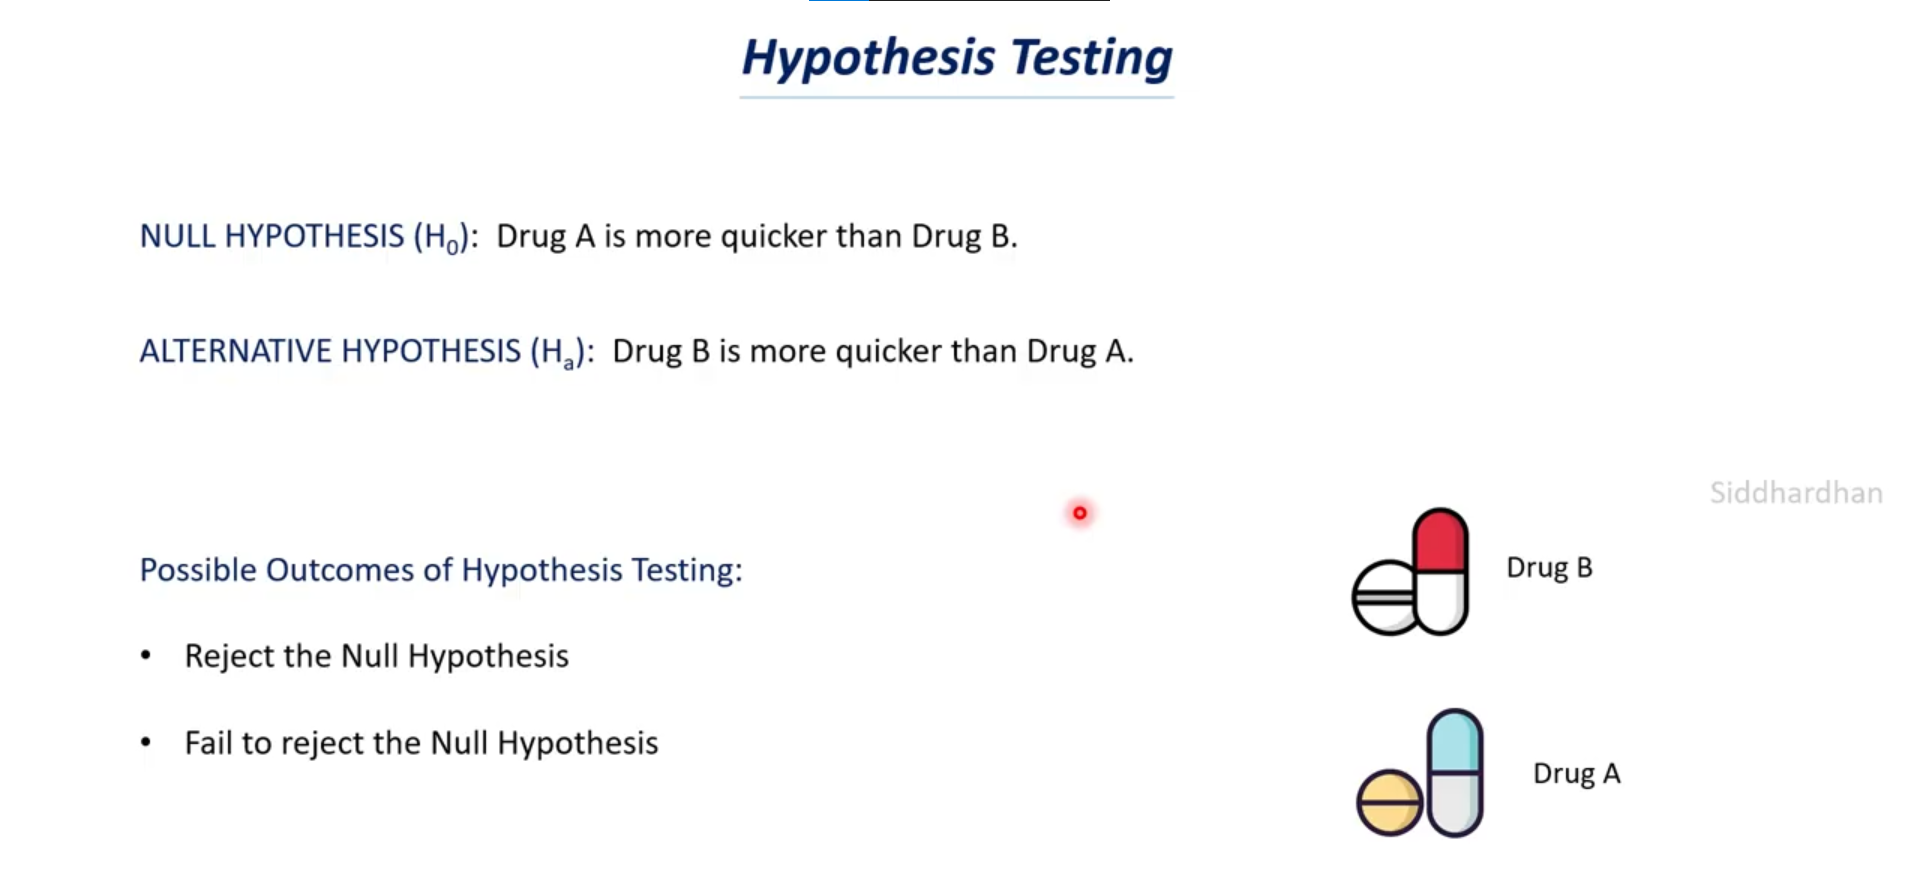 Hypothesis Testing
NULL HYPOTHESIS (H₀): Drug A is more quicker than Drug B.
ALTERNATIVE HYPOTHESIS (Hₐ): Drug B is more quicker than Drug A.
Siddhardhan
Possible Outcomes of Hypothesis Testing:
Drug B
• Reject the Null Hypothesis
• Fail to reject the Null Hypothesis
Drug A